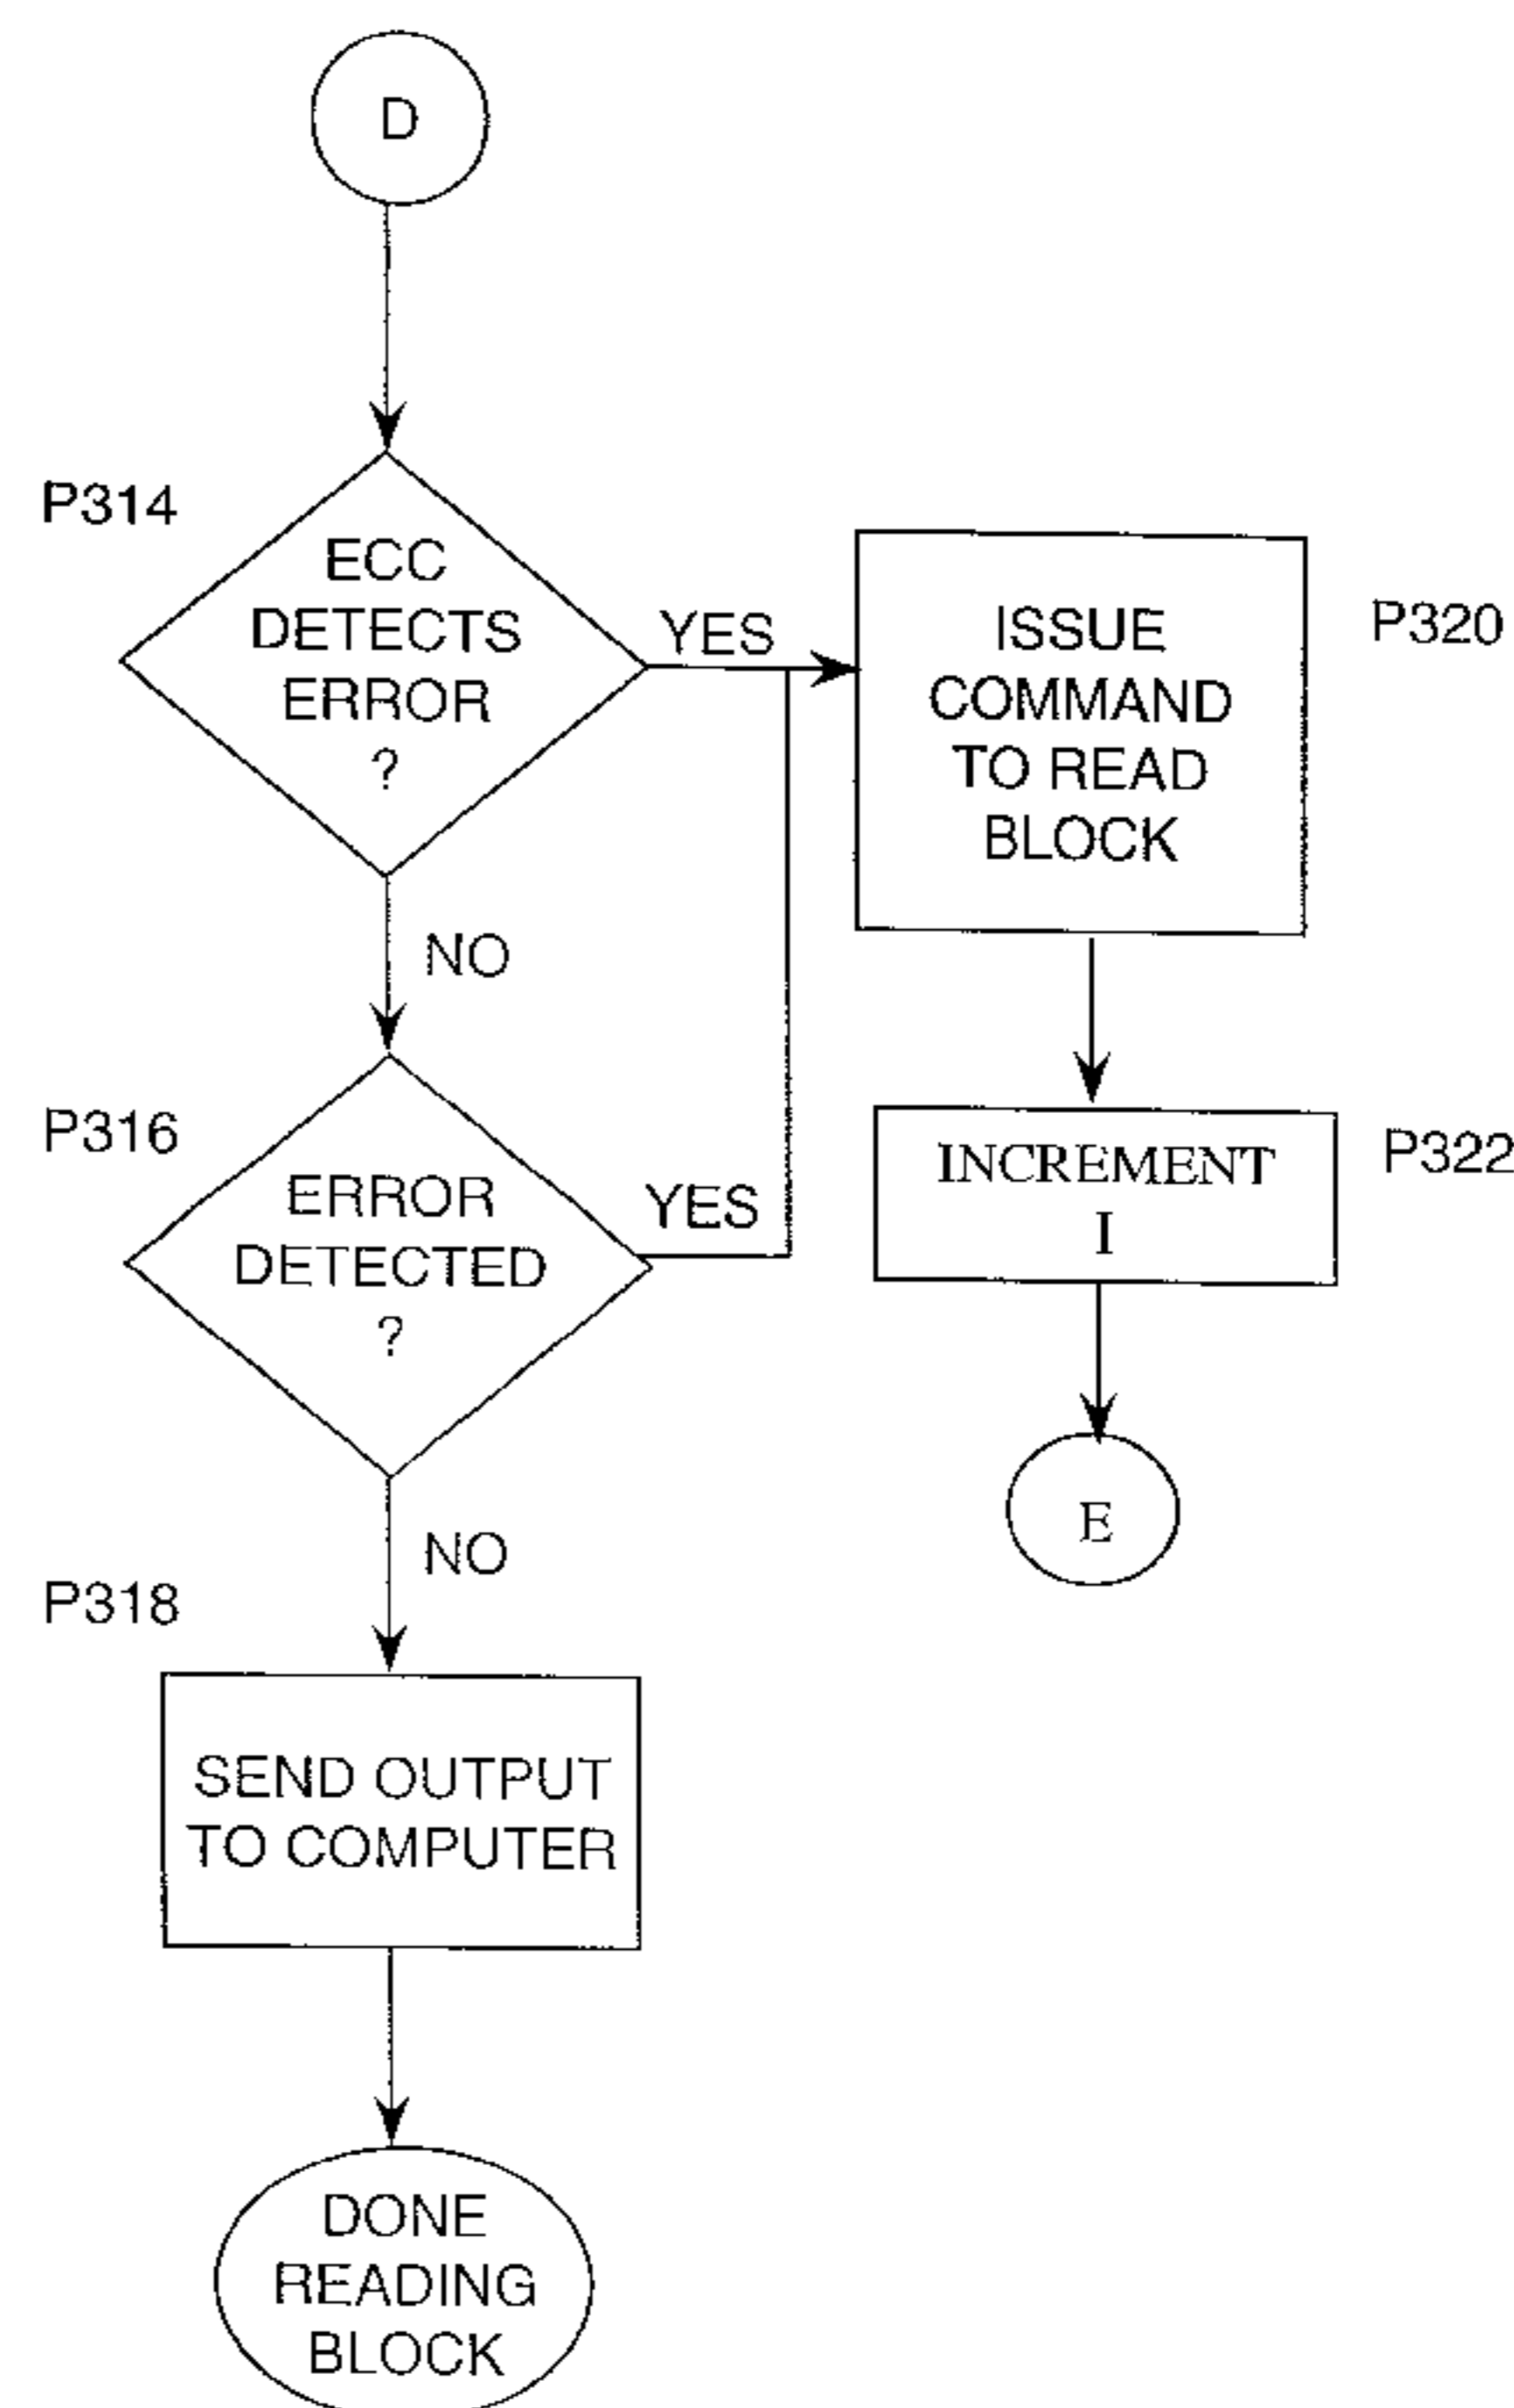 D
P314
ECC
DETECTS
ERROR
?
YES
ISSUE
COMMAND
TO READ
BLOCK
P320
NO
P316
ERROR
DETECTED
?
YES
INCREMENT
I
P322
NO
E
P318
SEND OUTPUT
TO COMPUTER
DONE
READING
BLOCK